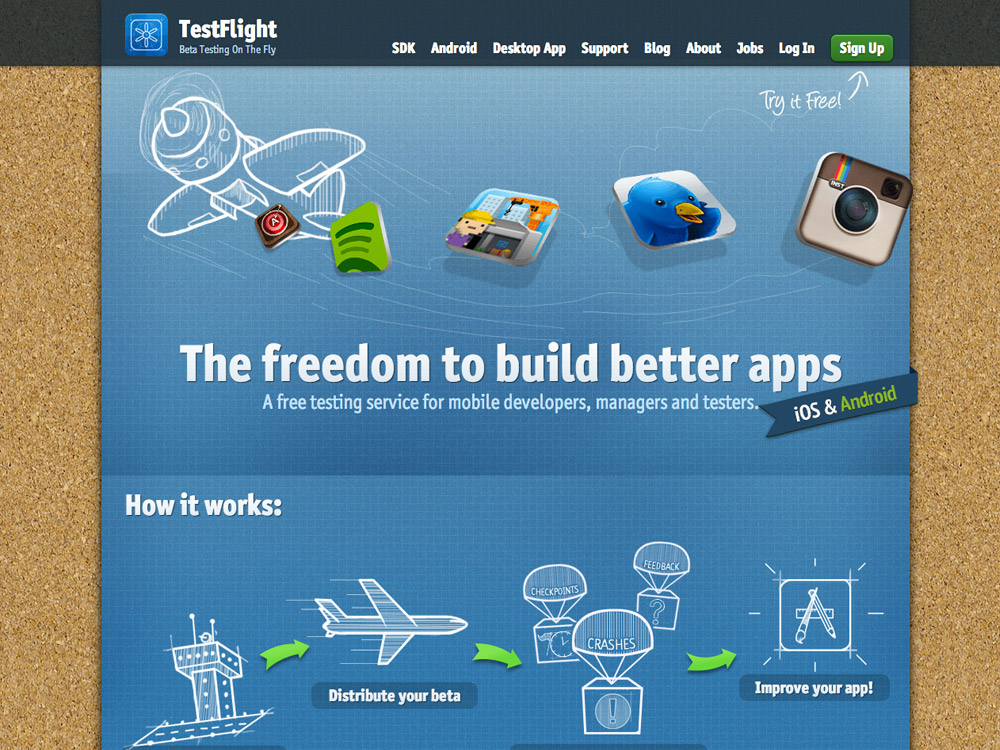 TestFlight
Beta Testing On The Fly
SDK Android Desktop App Support Blog About Jobs Log In Sign Up
Try it Free!
INST
The freedom to build better apps
A free testing service for mobile developers, managers and testers.
iOS & Android
How it works:
FEEDBACK
CHECKPOINTS
?
CRASHES
!
Distribute your beta
Improve your app!